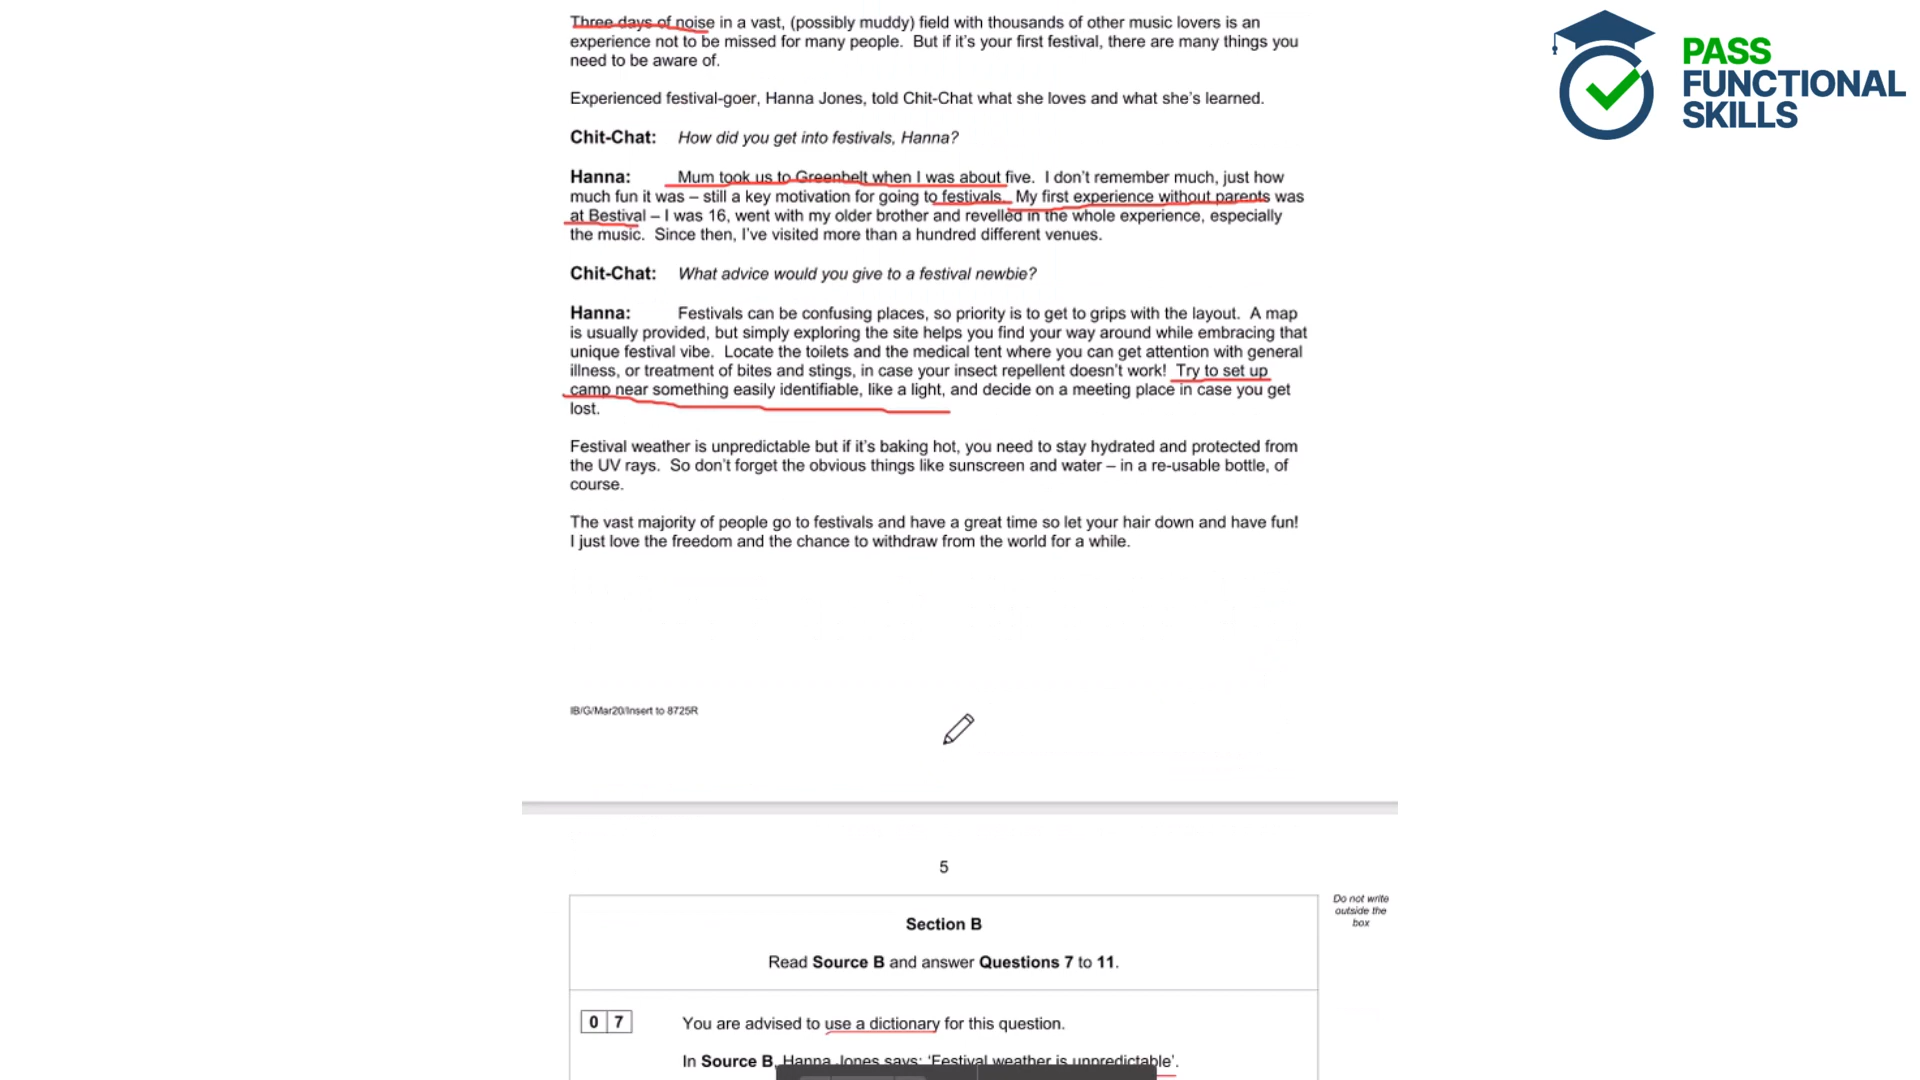 Three days of noise in a vast, (possibly muddy) field with thousands of other music lovers is an
experience not to be missed for many people. But if it's your first festival, there are many things you
need to be aware of.
Experienced festival-goer, Hanna Jones, told Chit-Chat what she loves and what she's learned.
Chit-Chat: How did you get into festivals, Hanna?
Hanna: Mum took us to Greenbelt when I was about five. I don't remember much, just how
much fun it was – still a key motivation for going to festivals. My first experience without parents was
at Bestival – I was 16, went with my older brother and revelled in the whole experience, especially
the music. Since then, I've visited more than a hundred different venues.
Chit-Chat: What advice would you give to a festival newbie?
Hanna: Festivals can be confusing places, so priority is to get to grips with the layout. A map
is usually provided, but simply exploring the site helps you find your way around while embracing that
unique festival vibe. Locate the toilets and the medical tent where you can get attention with general
illness, or treatment of bites and stings, in case your insect repellent doesn't work! Try to set up
camp near something easily identifiable, like a light, and decide on a meeting place in case you get
lost.
Festival weather is unpredictable but if it's baking hot, you need to stay hydrated and protected from
the UV rays. So don't forget the obvious things like sunscreen and water – in a re-usable bottle, of
course.
The vast majority of people go to festivals and have a great time so let your hair down and have fun!
I just love the freedom and the chance to withdraw from the world for a while.
IB/G/Mar20/Insert to 8725R
5
Section B
Read Source B and answer Questions 7 to 11.
0 7
You are advised to use a dictionary for this question.
In Source B, Hanna Jones says: 'Festival weather is unpredictable'.
Do not write
outside the
box
PASS
FUNCTIONAL
SKILLS